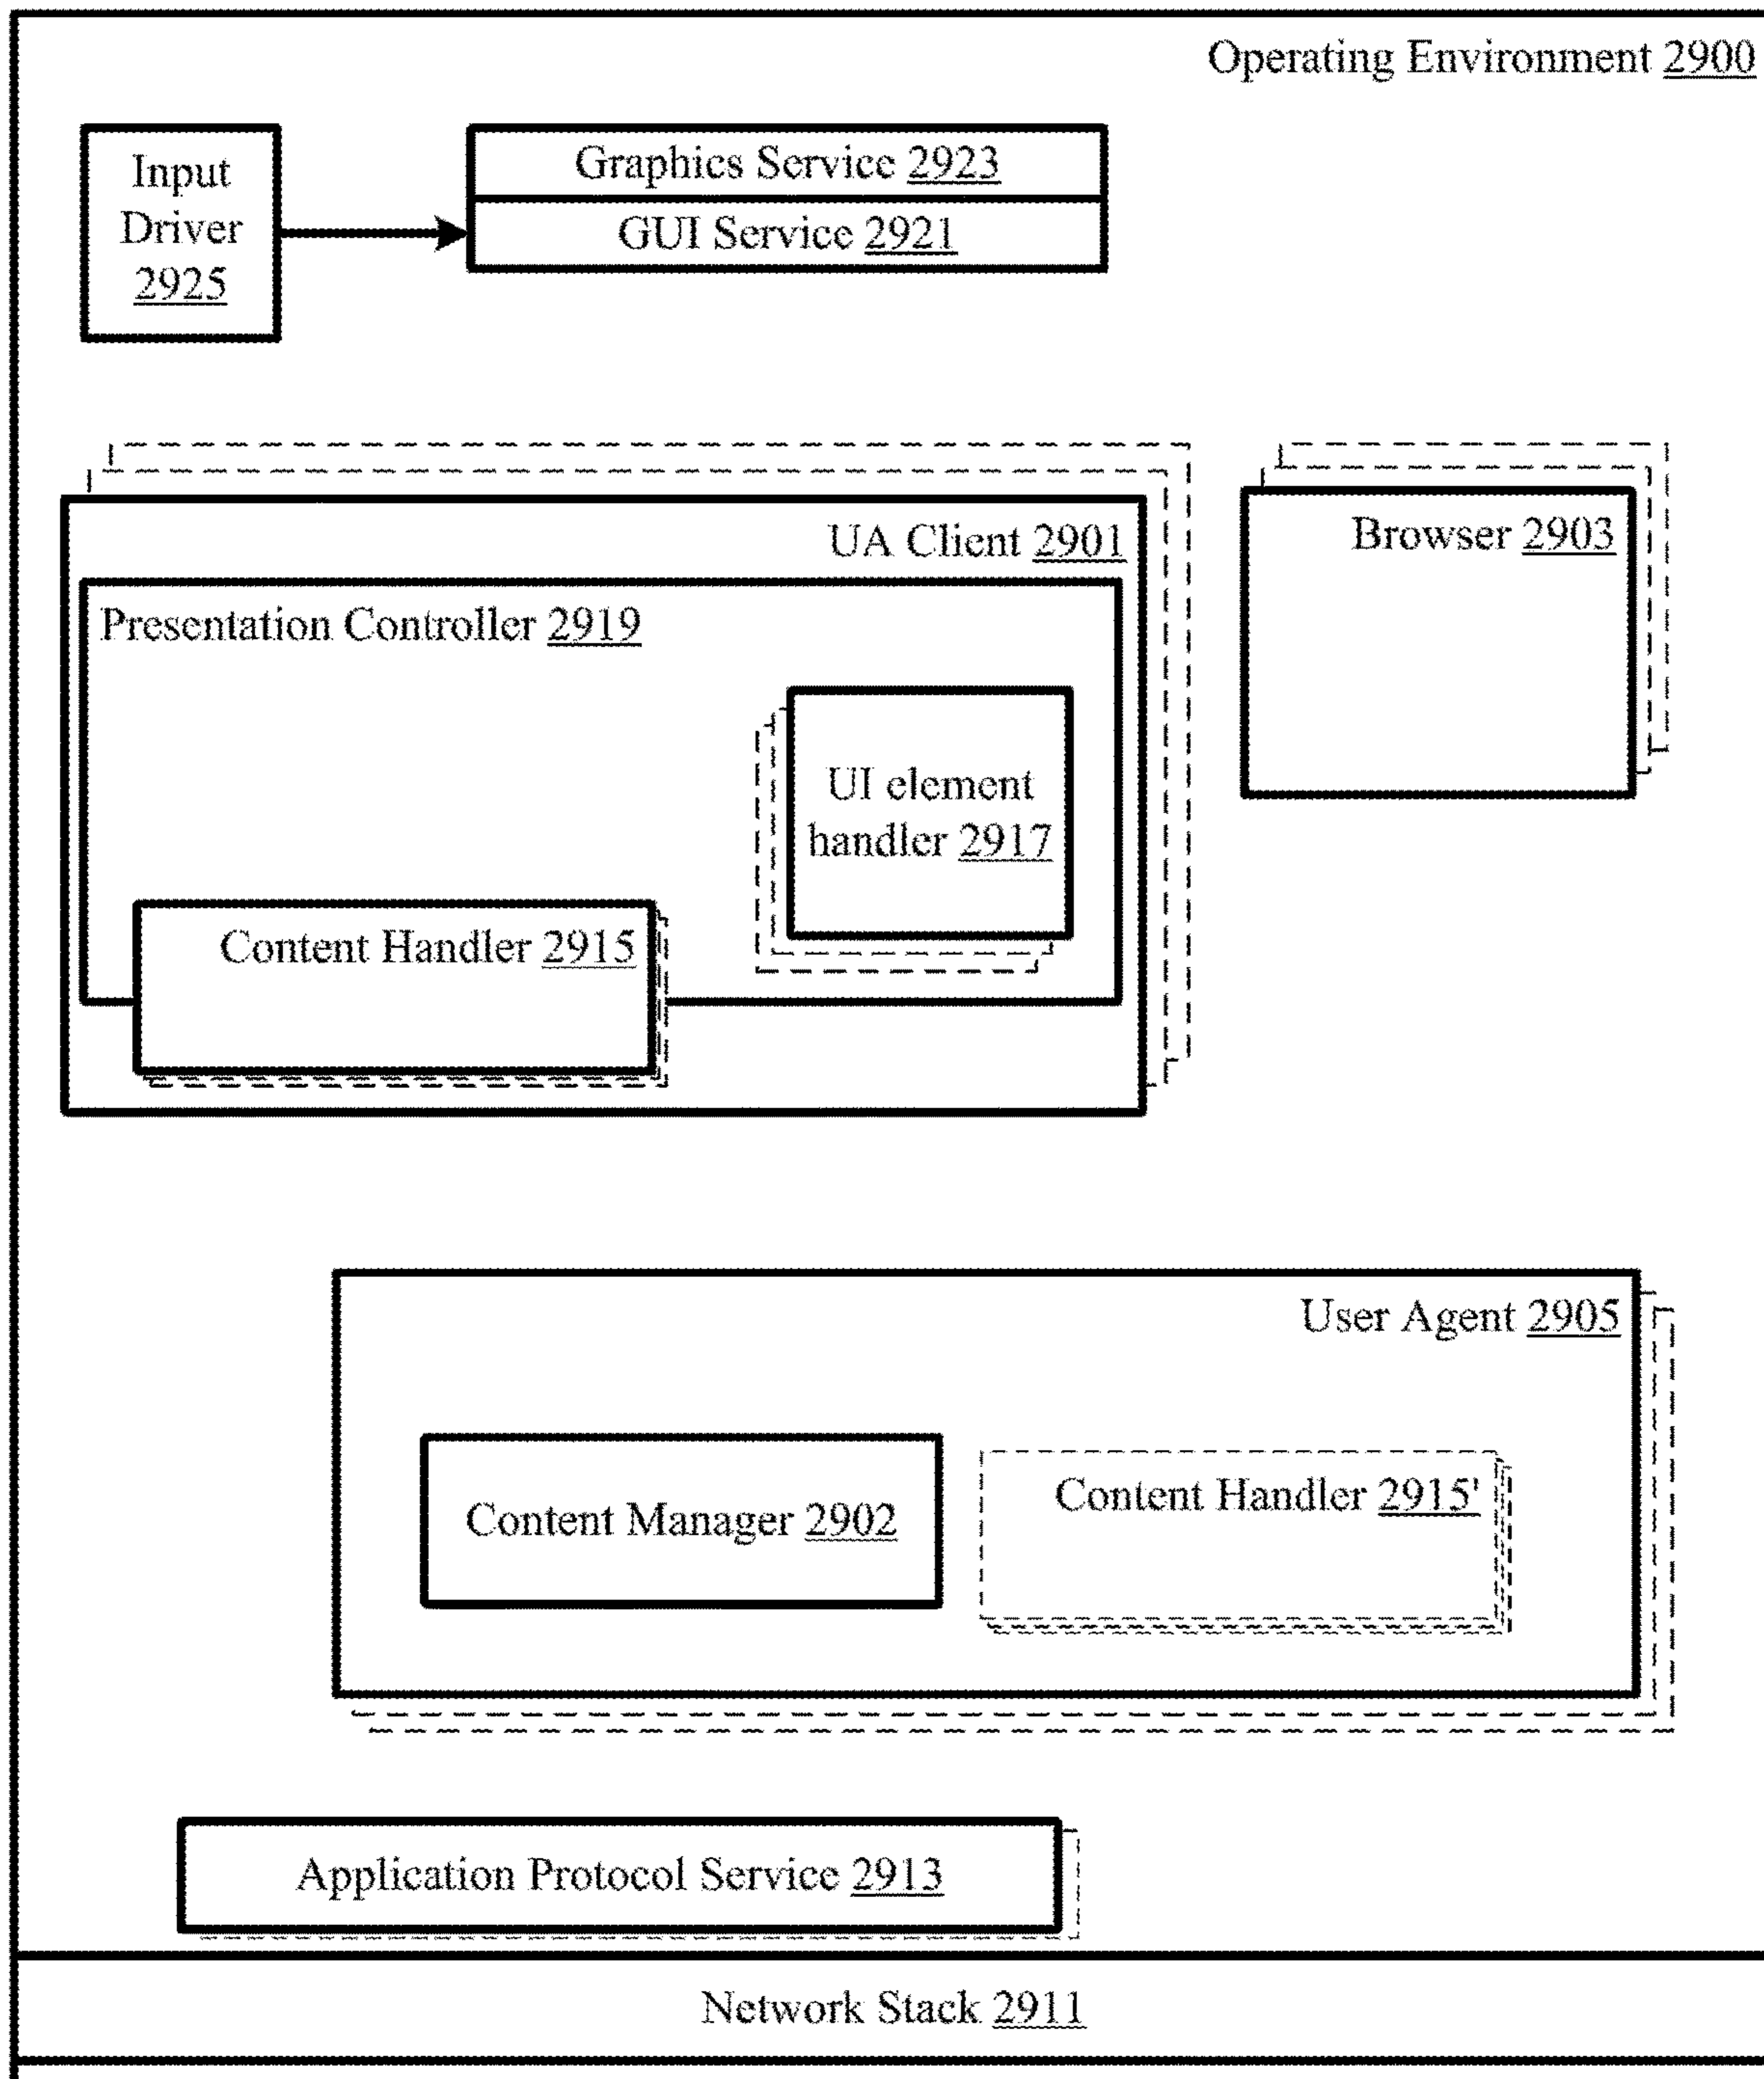 Operating Environment 2900
Input
Driver
2925
Graphics Service 2923
GUI Service 2921
UA Client 2901
Browser 2903
Presentation Controller 2919
UI element
handler 2917
Content Handler 2915
User Agent 2905
Content Manager 2902
Content Handler 2915'
Application Protocol Service 2913
Network Stack 2911